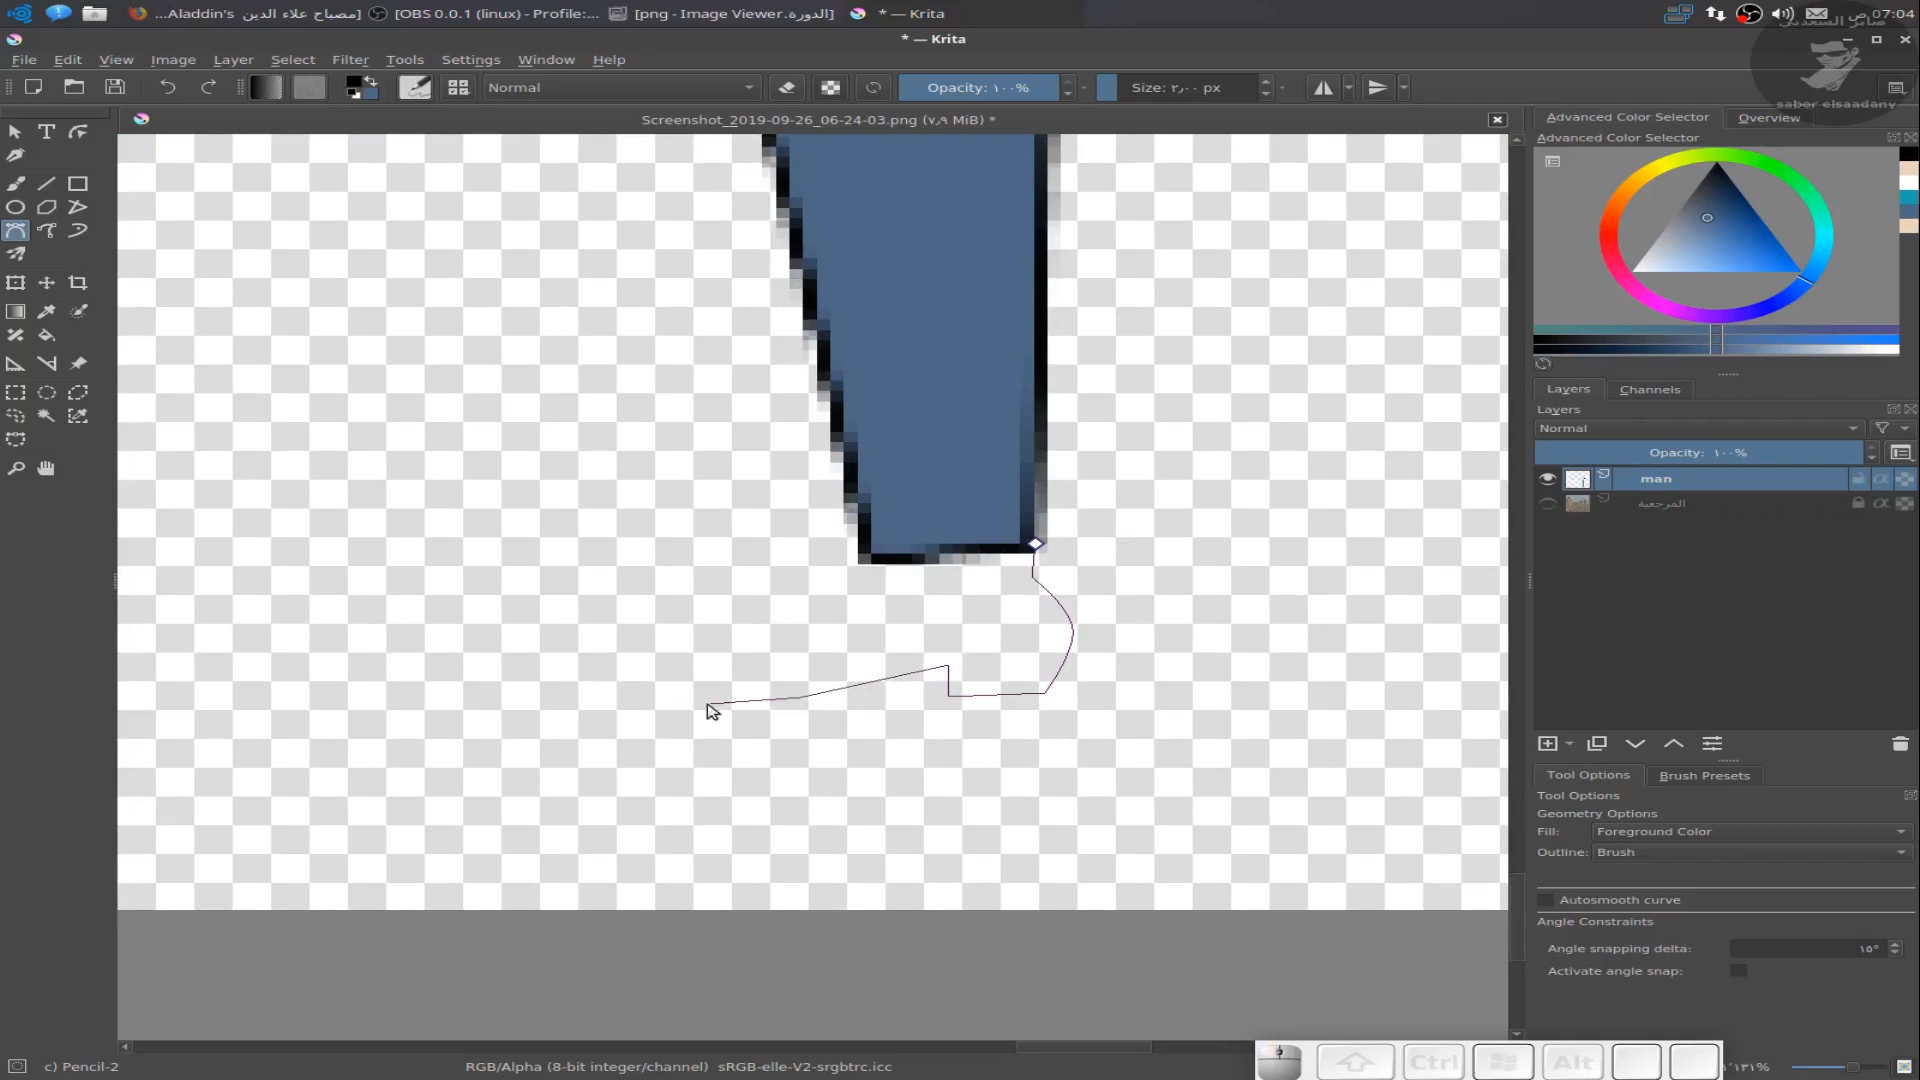 ...Aladdin's مصباح علاء الدين]
[OBS 0.0.1 (linux) - Profile:...
[png - Image Viewer.الدورة...
* — Krita
07:04 ص
* — Krita
صابر السعدني
saber elsaadany
File Edit View Image Layer Select Filter Tools Settings Window Help
Normal
Opacity: ١٠٠%
Size: ٢٫٠٠ px
Screenshot_2019-09-26_06-24-03.png (٧٫٩ MiB) *
Advanced Color Selector
Overview
Advanced Color Selector
Layers
Channels
Layers
Normal
Opacity: ١٠٠%
man
المرجعية
Tool Options
Brush Presets
Tool Options
Geometry Options
Fill: Foreground Color
Outline: Brush
Autosmooth curve
Angle Constraints
Angle snapping delta: ١٥°
Activate angle snap:
c) Pencil-2
RGB/Alpha (8-bit integer/channel) sRGB-elle-V2-srgbtrc.icc
Ctrl
Alt